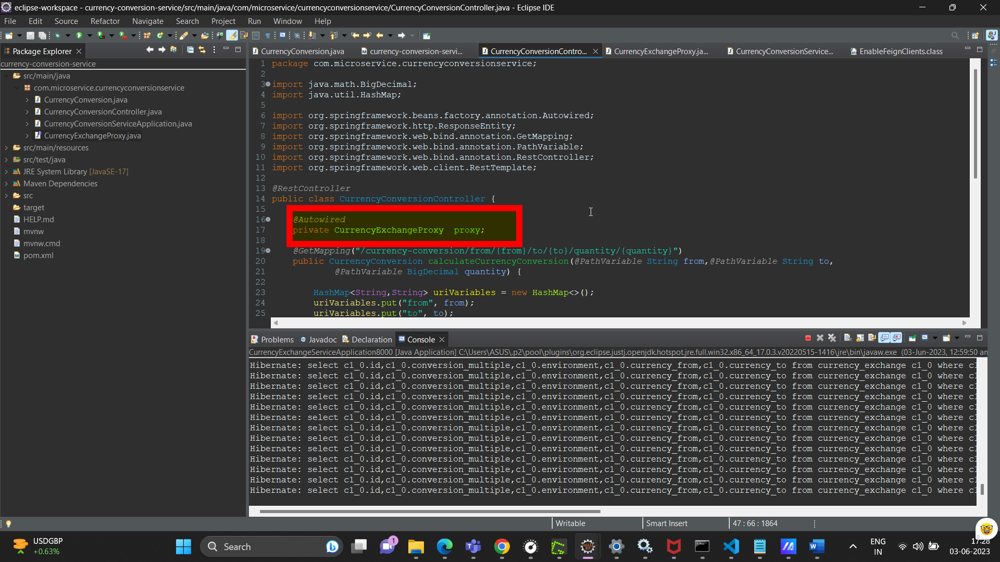 eclipse-workspace - currency-conversion-service/src/main/java/com/microservice/currencyconversionservice/CurrencyConversionController.java - Eclipse IDE
File Edit Source Refactor Navigate Search Project Run Window Help
Package Explorer
currency-conversion-service
src/main/java
com.microservice.currencyconversionservice
CurrencyConversion.java
CurrencyConversionController.java
CurrencyConversionServiceApplication.java
CurrencyExchangeProxy.java
src/main/resources
src/test/java
JRE System Library [JavaSE-17]
Maven Dependencies
src
target
HELP.md
mvnw
mvnw.cmd
pom.xml
CurrencyConversion.java currency-conversion-servi... CurrencyConversionContro... CurrencyExchangeProxy.ja... CurrencyConversionService... EnableFeignClients.class
1 package com.microservice.currencyconversionservice;
2
3 import java.math.BigDecimal;
4 import java.util.HashMap;
5
6 import org.springframework.beans.factory.annotation.Autowired;
7 import org.springframework.http.ResponseEntity;
8 import org.springframework.web.bind.annotation.GetMapping;
9 import org.springframework.web.bind.annotation.PathVariable;
10 import org.springframework.web.bind.annotation.RestController;
11 import org.springframework.web.client.RestTemplate;
12
13 @RestController
14 public class CurrencyConversionController {
15
16 @Autowired
17 private CurrencyExchangeProxy proxy;
18
19 @GetMapping("/currency-conversion/from/{from}/to/{to}/quantity/{quantity}")
20 public CurrencyConversion calculateCurrencyConversion(@PathVariable String from,@PathVariable String to,
21 @PathVariable BigDecimal quantity) {
22
23 HashMap<String,String> uriVariables = new HashMap<>();
24 uriVariables.put("from", from);
25 uriVariables.put("to", to);
Problems Javadoc Declaration Console
CurrencyExchangeServiceApplication8000 [Java Application] C:\Users\ASUS\.p2\pool\plugins\org.eclipse.justj.openjdk.hotspot.jre.full.win32.x86_64_17.0.3.v20220515-1416\jre\bin\javaw.exe (03-Jun-2023, 12:59:50 an
Hibernate: select c1_0.id,c1_0.conversion_multiple,c1_0.environment,c1_0.currency_from,c1_0.currency_to from currency_exchange c1_0 where c1
Hibernate: select c1_0.id,c1_0.conversion_multiple,c1_0.environment,c1_0.currency_from,c1_0.currency_to from currency_exchange c1_0 where c1
Hibernate: select c1_0.id,c1_0.conversion_multiple,c1_0.environment,c1_0.currency_from,c1_0.currency_to from currency_exchange c1_0 where c1
Hibernate: select c1_0.id,c1_0.conversion_multiple,c1_0.environment,c1_0.currency_from,c1_0.currency_to from currency_exchange c1_0 where c1
Hibernate: select c1_0.id,c1_0.conversion_multiple,c1_0.environment,c1_0.currency_from,c1_0.currency_to from currency_exchange c1_0 where c1
Hibernate: select c1_0.id,c1_0.conversion_multiple,c1_0.environment,c1_0.currency_from,c1_0.currency_to from currency_exchange c1_0 where c1
Hibernate: select c1_0.id,c1_0.conversion_multiple,c1_0.environment,c1_0.currency_from,c1_0.currency_to from currency_exchange c1_0 where c1
Hibernate: select c1_0.id,c1_0.conversion_multiple,c1_0.environment,c1_0.currency_from,c1_0.currency_to from currency_exchange c1_0 where c1
Hibernate: select c1_0.id,c1_0.conversion_multiple,c1_0.environment,c1_0.currency_from,c1_0.currency_to from currency_exchange c1_0 where c1
Hibernate: select c1_0.id,c1_0.conversion_multiple,c1_0.environment,c1_0.currency_from,c1_0.currency_to from currency_exchange c1_0 where c1
Hibernate: select c1_0.id,c1_0.conversion_multiple,c1_0.environment,c1_0.currency_from,c1_0.currency_to from currency_exchange c1_0 where c1
Hibernate: select c1_0.id,c1_0.conversion_multiple,c1_0.environment,c1_0.currency_from,c1_0.currency_to from currency_exchange c1_0 where c1
Hibernate: select c1_0.id,c1_0.conversion_multiple,c1_0.environment,c1_0.currency_from,c1_0.currency_to from currency_exchange c1_0 where c1
Writable Smart Insert 47 : 66 : 1864
USDGBP
+0.63%
Search
1
ENG
IN
17:28
03-06-2023